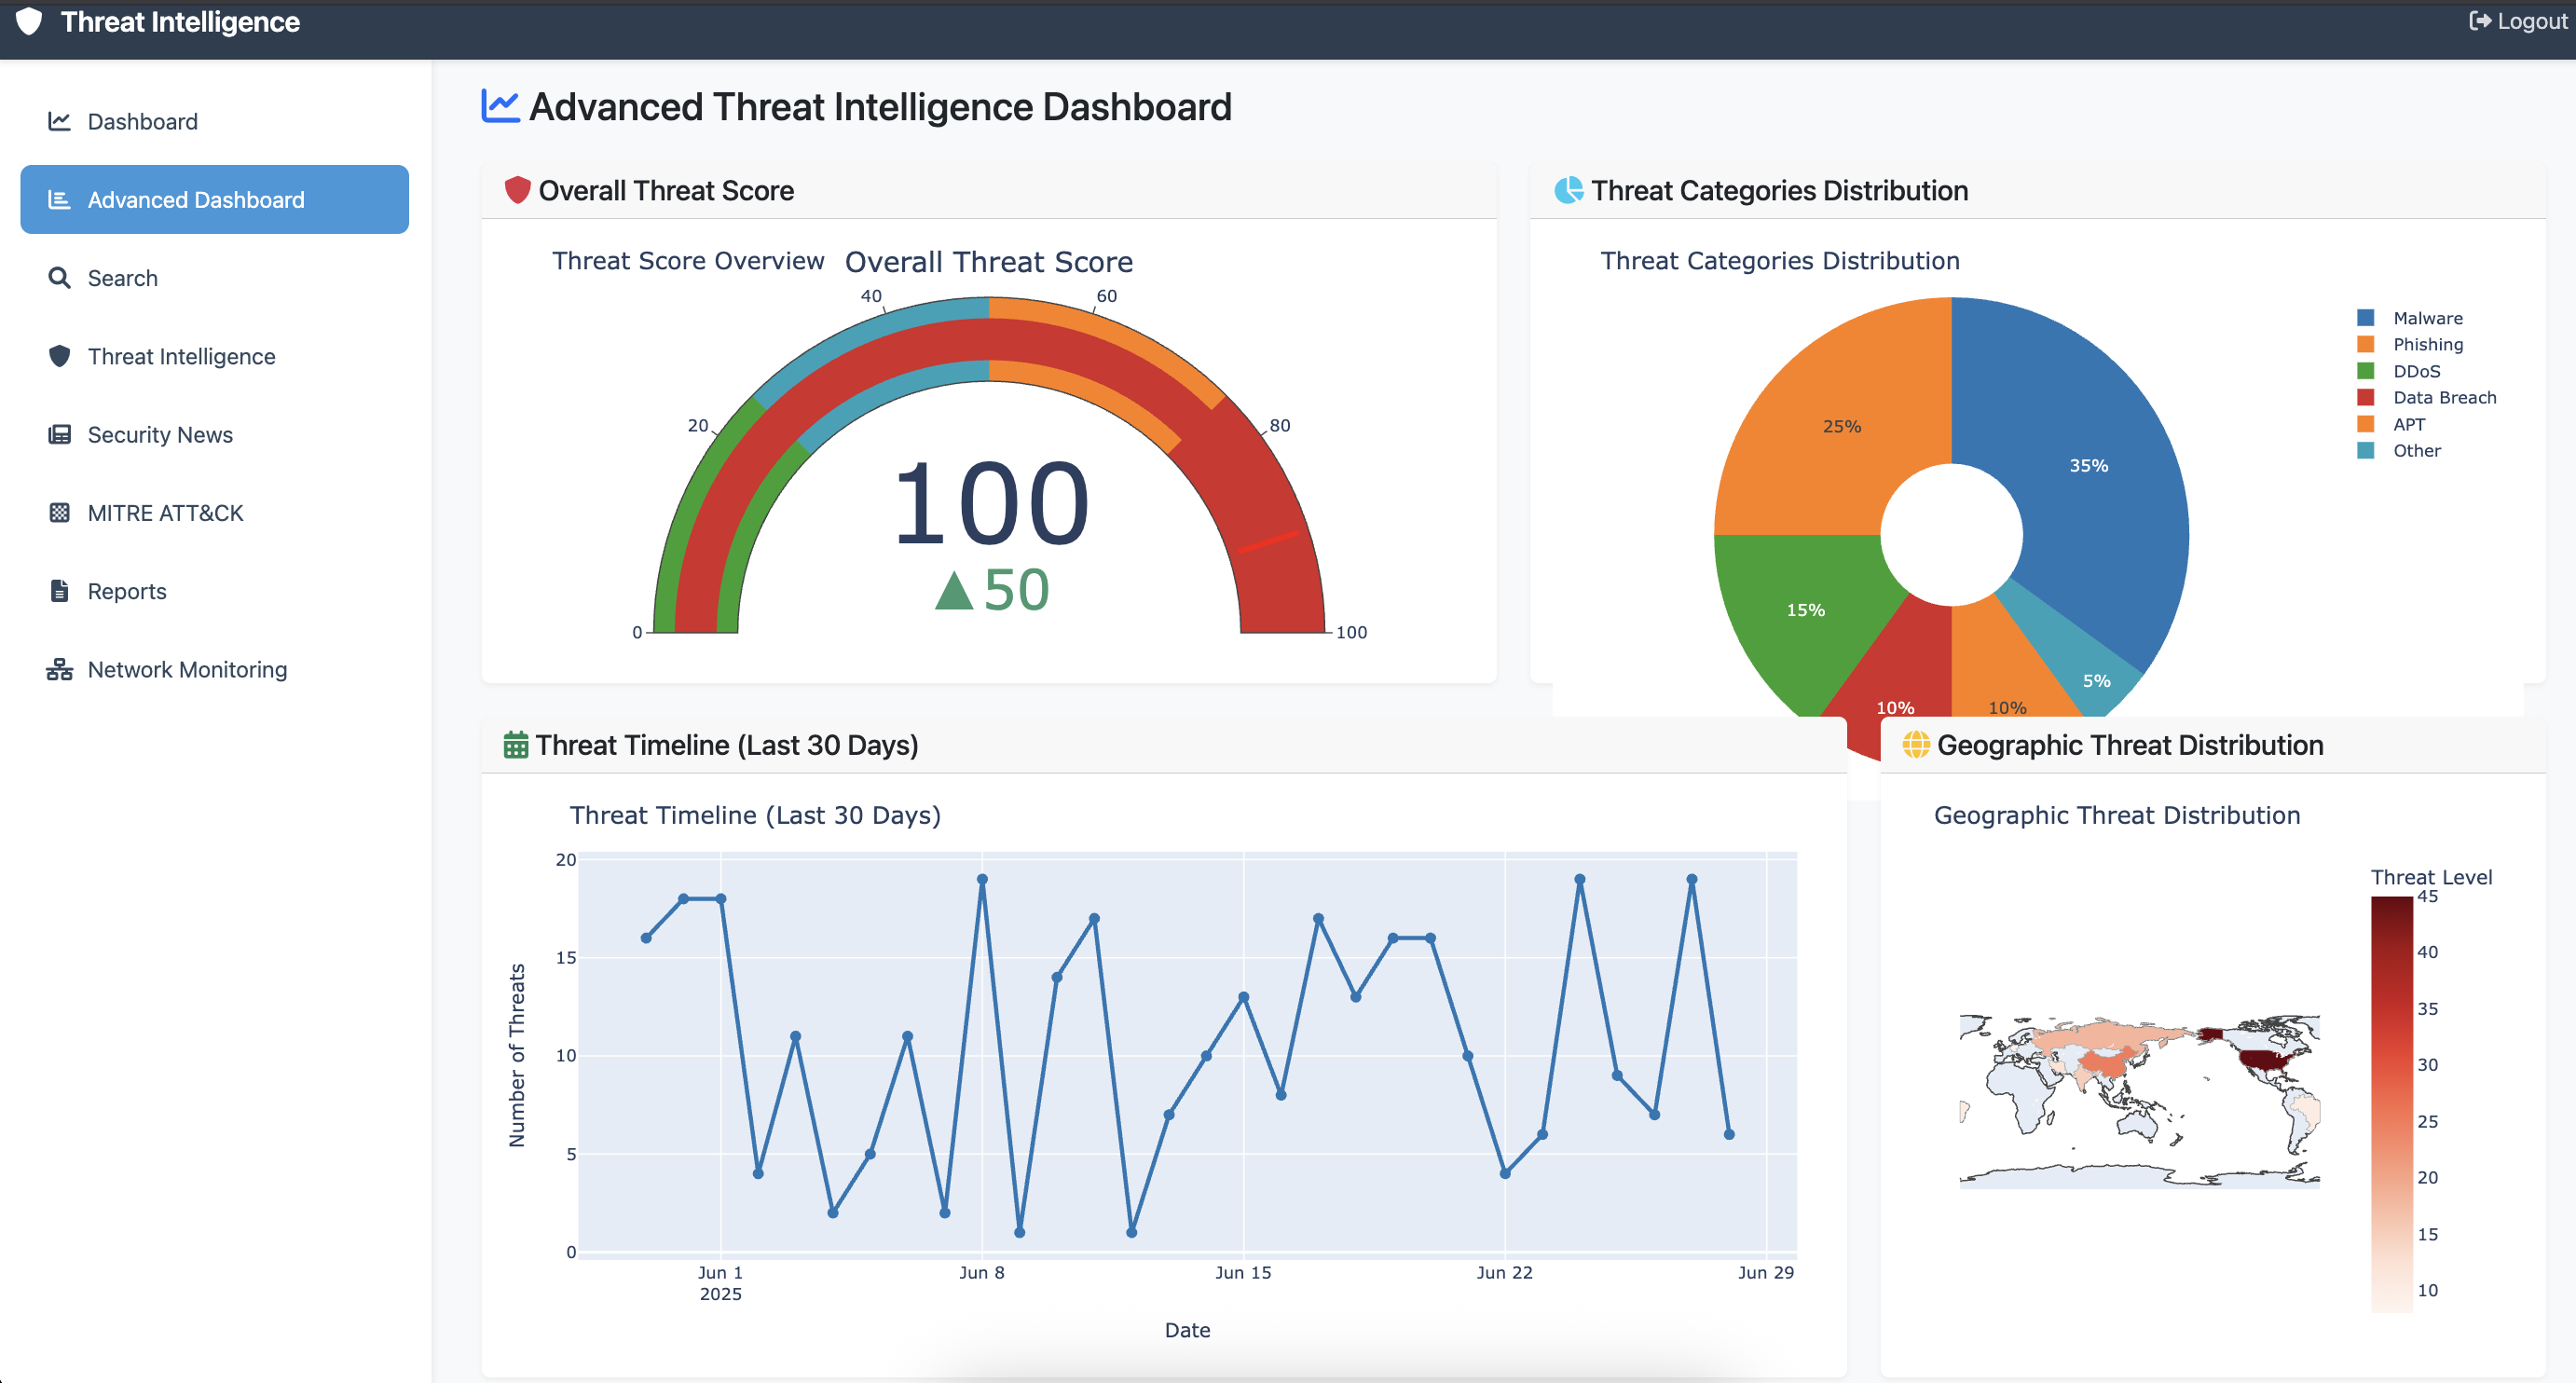 Threat Intelligence
Logout
Dashboard
Advanced Dashboard
Search
Threat Intelligence
Security News
MITRE ATT&CK
Reports
Network Monitoring
Advanced Threat Intelligence Dashboard
Overall Threat Score
Threat Score Overview
Overall Threat Score
0
20
40
60
80
100
100
▲50
Threat Categories Distribution
Threat Categories Distribution
35%
25%
15%
10%
10%
5%
Malware
Phishing
DDoS
Data Breach
APT
Other
Threat Timeline (Last 30 Days)
Threat Timeline (Last 30 Days)
Number of Threats
20
15
10
5
0
Jun 1
2025
Jun 8
Jun 15
Jun 22
Jun 29
Date
Geographic Threat Distribution
Geographic Threat Distribution
Threat Level
45
40
35
30
25
20
15
10